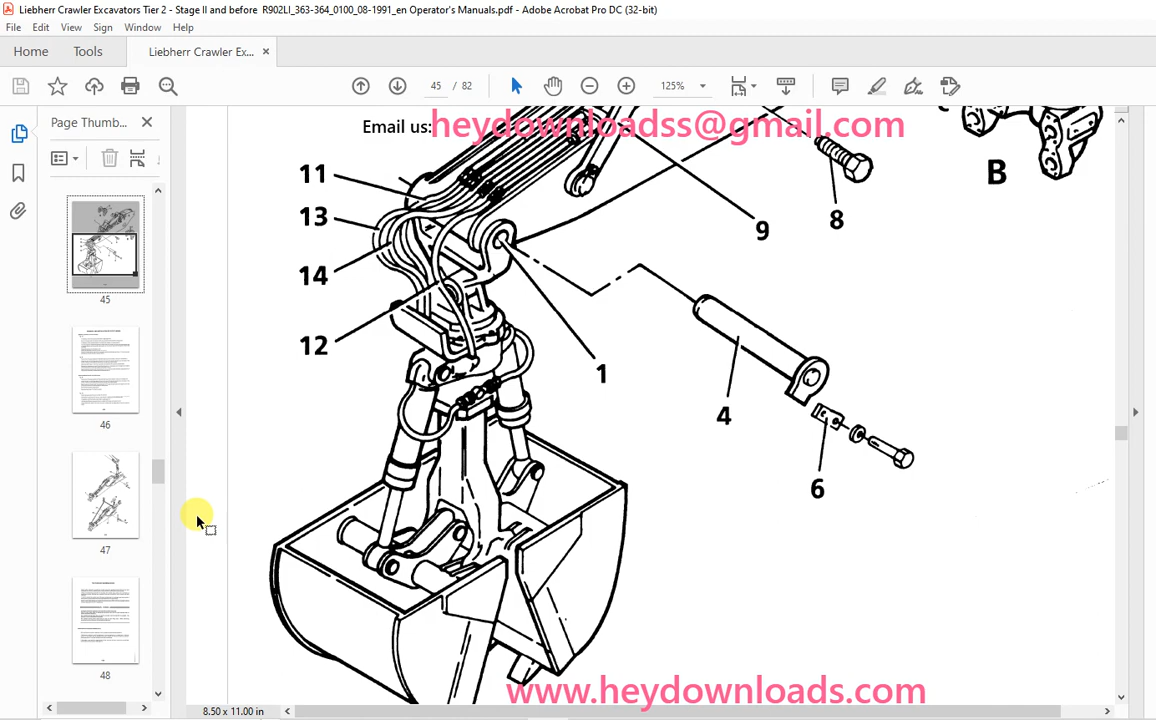 Liebherr Crawler Excavators Tier 2 - Stage II and before  R902LI_363-364_0100_08-1991_en Operator's Manuals.pdf - Adobe Acrobat Pro DC (32-bit)
File Edit View Sign Window Help
Home Tools Liebherr Crawler Ex... ×
45 / 82 125%
Page Thumb...
45
46
47
48
Email us: heydownloadss@gmail.com
B
11
13
9
8
14
12
1
4
6
www.heydownloads.com
8.50 x 11.00 in